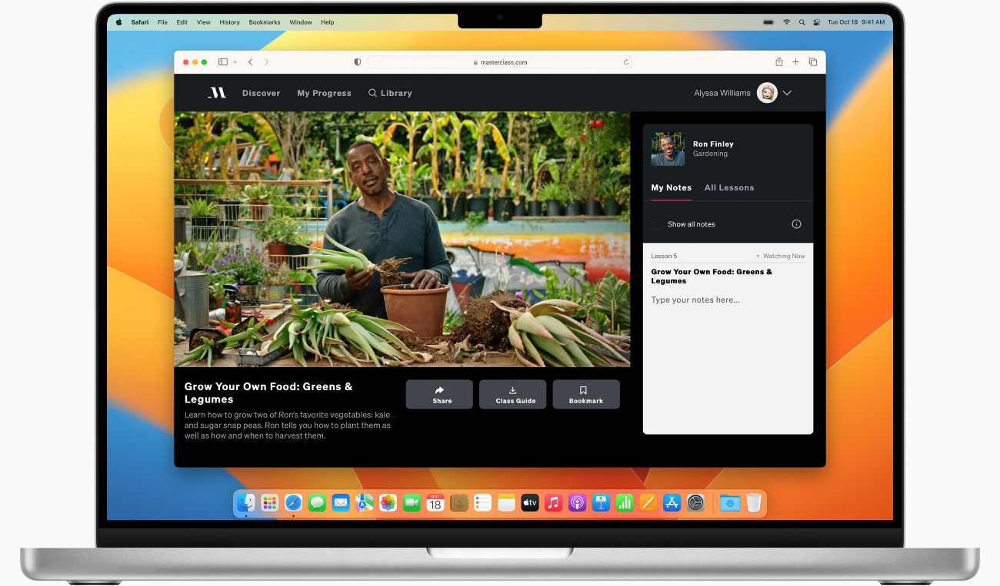 Safari File Edit View History Bookmarks Window Help
Tue Oct 18 9:41 AM
masterclass.com
Discover My Progress Library
Alyssa Williams
Ron Finley
Gardening
My Notes All Lessons
Show all notes
Lesson 5
Watching Now
Grow Your Own Food: Greens &
Legumes
Type your notes here...
Grow Your Own Food: Greens &
Legumes
Learn how to grow two of Ron's favorite vegetables: kale
and sugar snap peas. Ron tells you how to plant them as
well as how and when to harvest them.
Share
Class Guide
Bookmark
OCT
18
tv